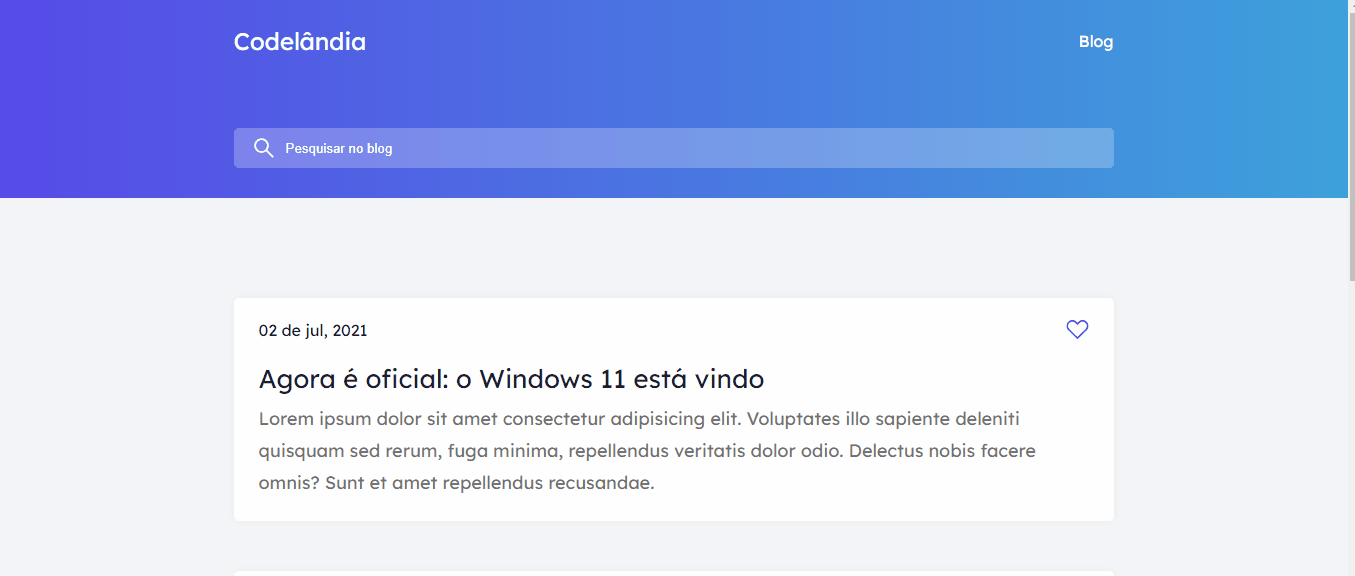 Codelândia
Blog
Pesquisar no blog
02 de jul, 2021
Agora é oficial: o Windows 11 está vindo
Lorem ipsum dolor sit amet consectetur adipisicing elit. Voluptates illo sapiente deleniti
quisquam sed rerum, fuga minima, repellendus veritatis dolor odio. Delectus nobis facere
omnis? Sunt et amet repellendus recusandae.